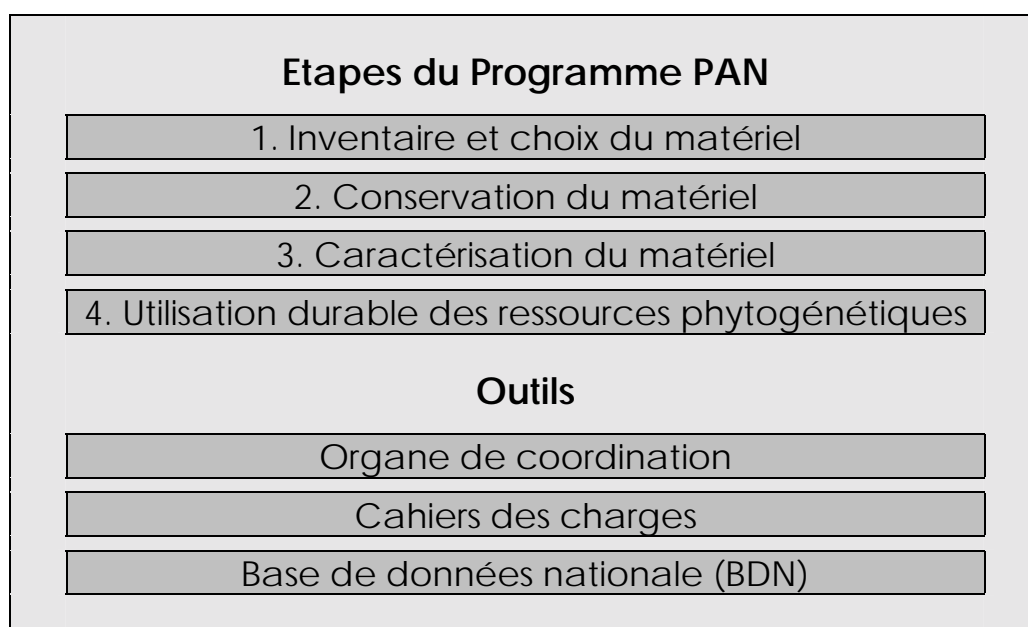 Etapes du Programme PAN
1. Inventaire et choix du matériel
2. Conservation du matériel
3. Caractérisation du matériel
4. Utilisation durable des ressources phytogénétiques
Outils
Organe de coordination
Cahiers des charges
Base de données nationale (BDN)